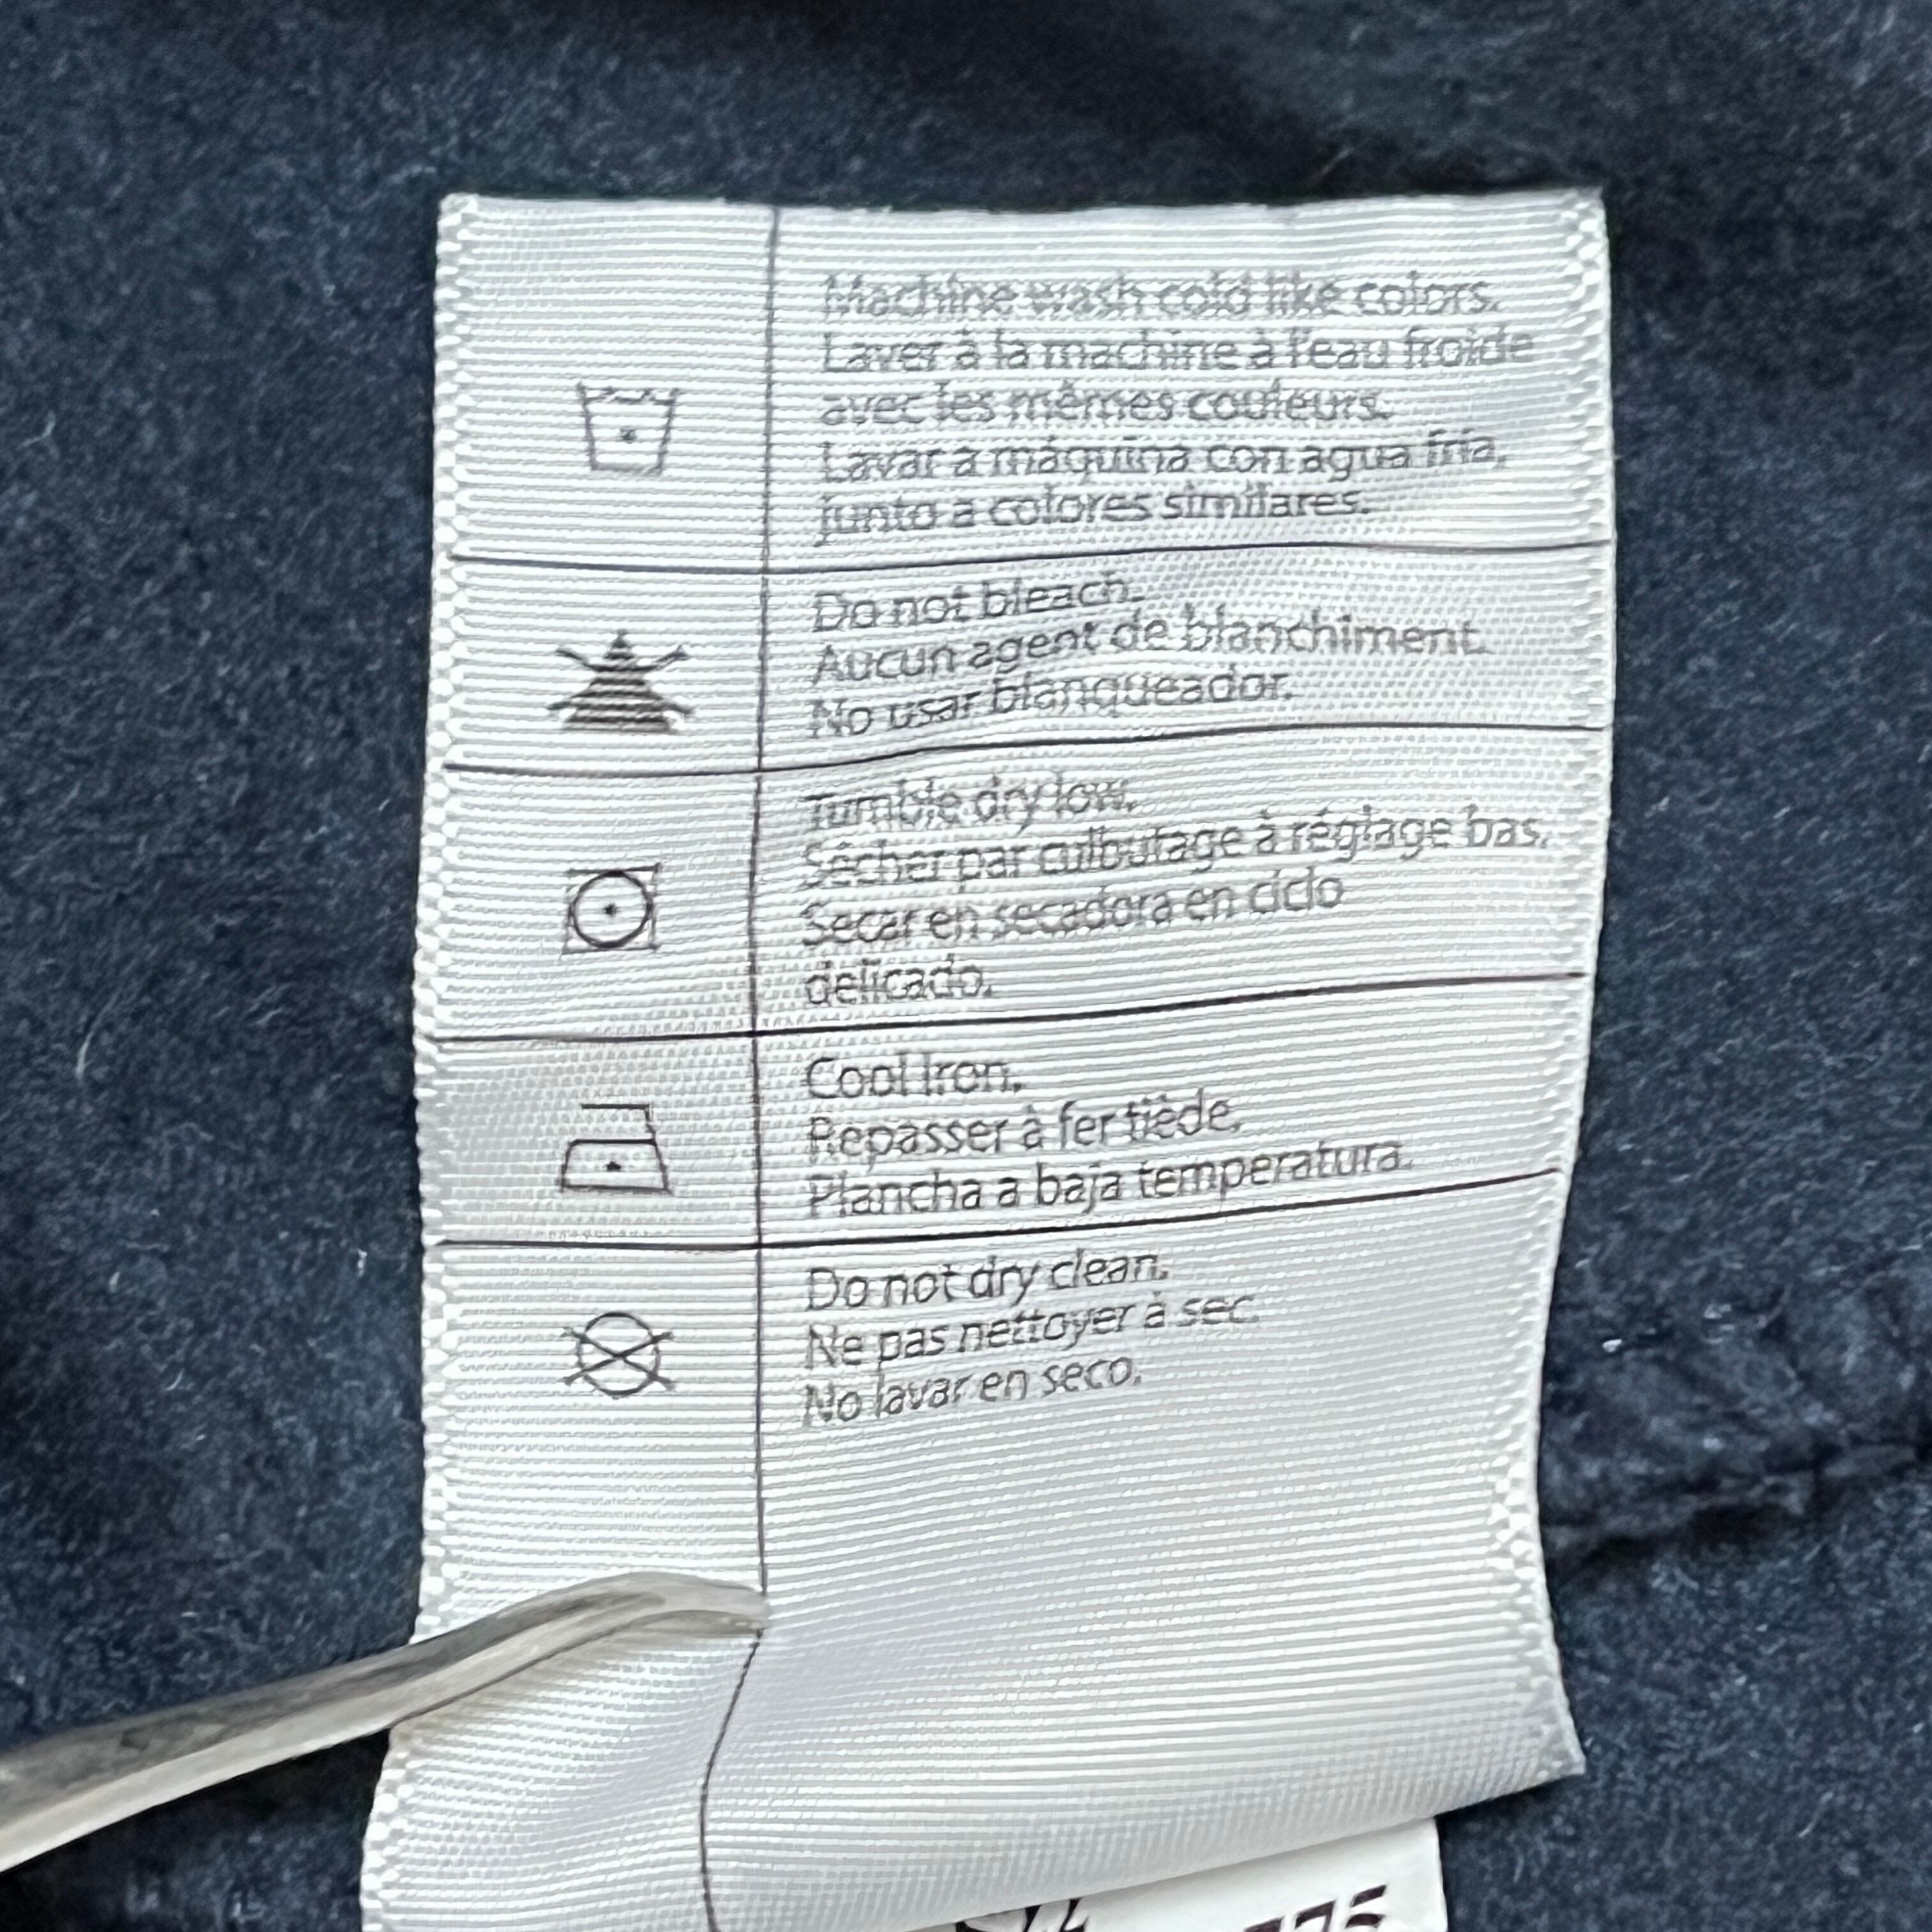 Machine wash cold like colors.
Laver à la machine à l'eau froide
avec les mêmes couleurs.
Lavar a máquina con agua fría,
junto a colores similares.
Do not bleach.
Aucun agent de blanchiment.
No usar blanqueador.
Tumble dry low.
Sécher par culbutage à réglage bas.
Secar en secadora en ciclo
delicado.
Cool Iron.
Repasser à fer tiède.
Plancha a baja temperatura.
Do not dry clean.
Ne pas nettoyer à sec.
No lavar en seco.